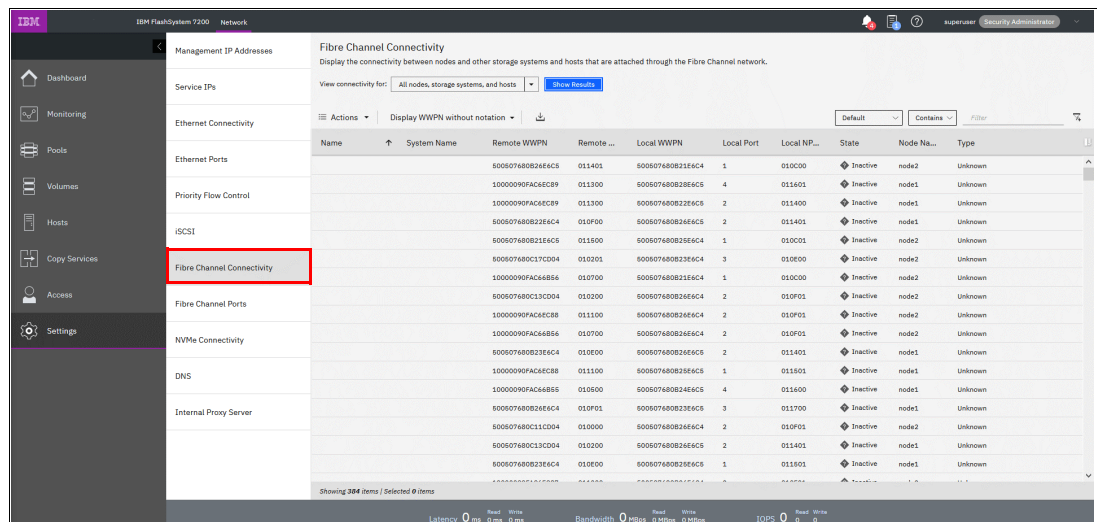 IBM
IBM FlashSystem 7200 Network
4
1
superuser Security Administrator
Dashboard
Monitoring
Pools
Volumes
Hosts
Copy Services
Access
Settings
Management IP Addresses
Service IPs
Ethernet Connectivity
Ethernet Ports
Priority Flow Control
iSCSI
Fibre Channel Connectivity
Fibre Channel Ports
NVMe Connectivity
DNS
Internal Proxy Server
Fibre Channel Connectivity
Display the connectivity between nodes and other storage systems and hosts that are attached through the Fibre Channel network.
View connectivity for: All nodes, storage systems, and hosts Show Results
Actions Display WWPN without notation Default Contains Filter
Name System Name Remote WWPN Remote ... Local WWPN Local Port Local NP... State Node Na... Type
500507680B26E6C5 011401 500507680B21E6C4 1 010C00 Inactive node2 Unknown
10000090FAC6EC89 011300 500507680B28E6C5 4 011601 Inactive node1 Unknown
10000090FAC6EC89 011300 500507680B22E6C5 2 011400 Inactive node1 Unknown
500507680B22E6C4 010F00 500507680B26E6C5 2 011401 Inactive node1 Unknown
500507680B21E6C5 011500 500507680B25E6C4 1 010C01 Inactive node2 Unknown
500507680C17CD04 010201 500507680B23E6C4 3 010E00 Inactive node2 Unknown
10000090FAC66B56 010700 500507680B21E6C4 1 010C00 Inactive node2 Unknown
500507680C13CD04 010200 500507680B26E6C4 2 010F01 Inactive node2 Unknown
10000090FAC6EC88 011100 500507680B26E6C4 2 010F01 Inactive node2 Unknown
10000090FAC66B56 010700 500507680B26E6C4 2 010F01 Inactive node2 Unknown
500507680B23E6C4 010E00 500507680B26E6C5 2 011401 Inactive node1 Unknown
10000090FAC6EC88 011100 500507680B25E6C5 1 011501 Inactive node1 Unknown
10000090FAC66B55 010500 500507680B24E6C5 4 011600 Inactive node1 Unknown
500507680B26E6C4 010F01 500507680B23E6C5 3 011700 Inactive node1 Unknown
500507680C11CD04 010000 500507680B26E6C4 2 010F01 Inactive node2 Unknown
500507680C13CD04 010200 500507680B26E6C5 2 011401 Inactive node1 Unknown
500507680B23E6C4 010E00 500507680B25E6C5 1 011501 Inactive node1 Unknown
Showing 384 items | Selected 0 items
Latency 0 ms Read 0 ms Write 0 ms Bandwidth 0 MBps Read 0 MBps Write 0 MBps IOPS 0 Read 0 Write 0